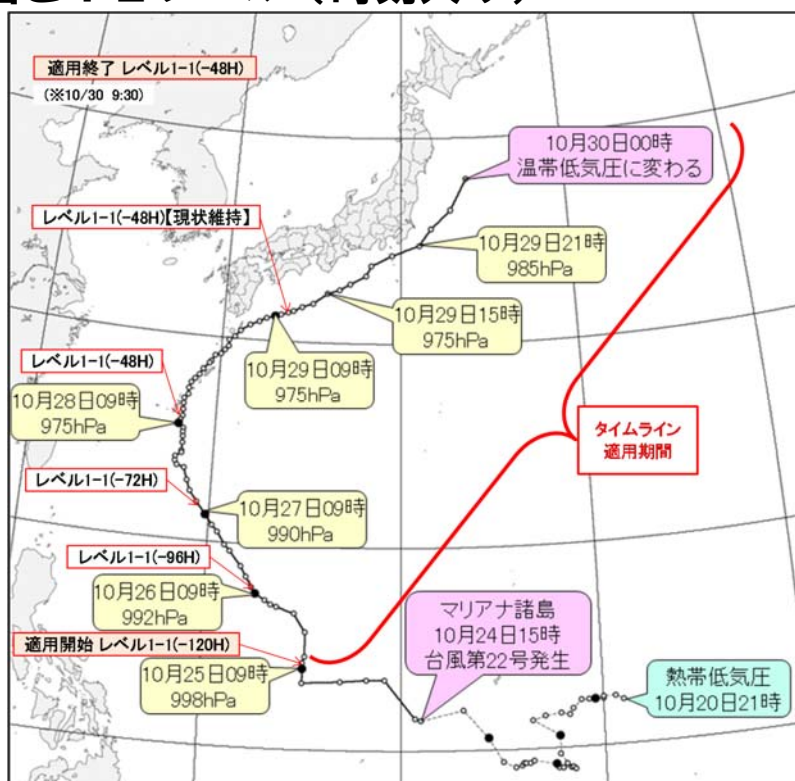 適用終了 レベル1-1(-48H)
(※10/30 9:30)
10月30日00時
温帯低気圧に変わる
レベル1-1(-48H)【現状維持】
10月29日21時
985hPa
10月29日15時
975hPa
10月29日09時
975hPa
レベル1-1(-48H)
10月28日09時
975hPa
タイムライン
適用期間
レベル1-1(-72H)
10月27日09時
990hPa
レベル1-1(-96H)
10月26日09時
992hPa
マリアナ諸島
10月24日15時
台風第22号発生
適用開始 レベル1-1(-120H)
10月25日09時
998hPa
熱帯低気圧
10月20日21時